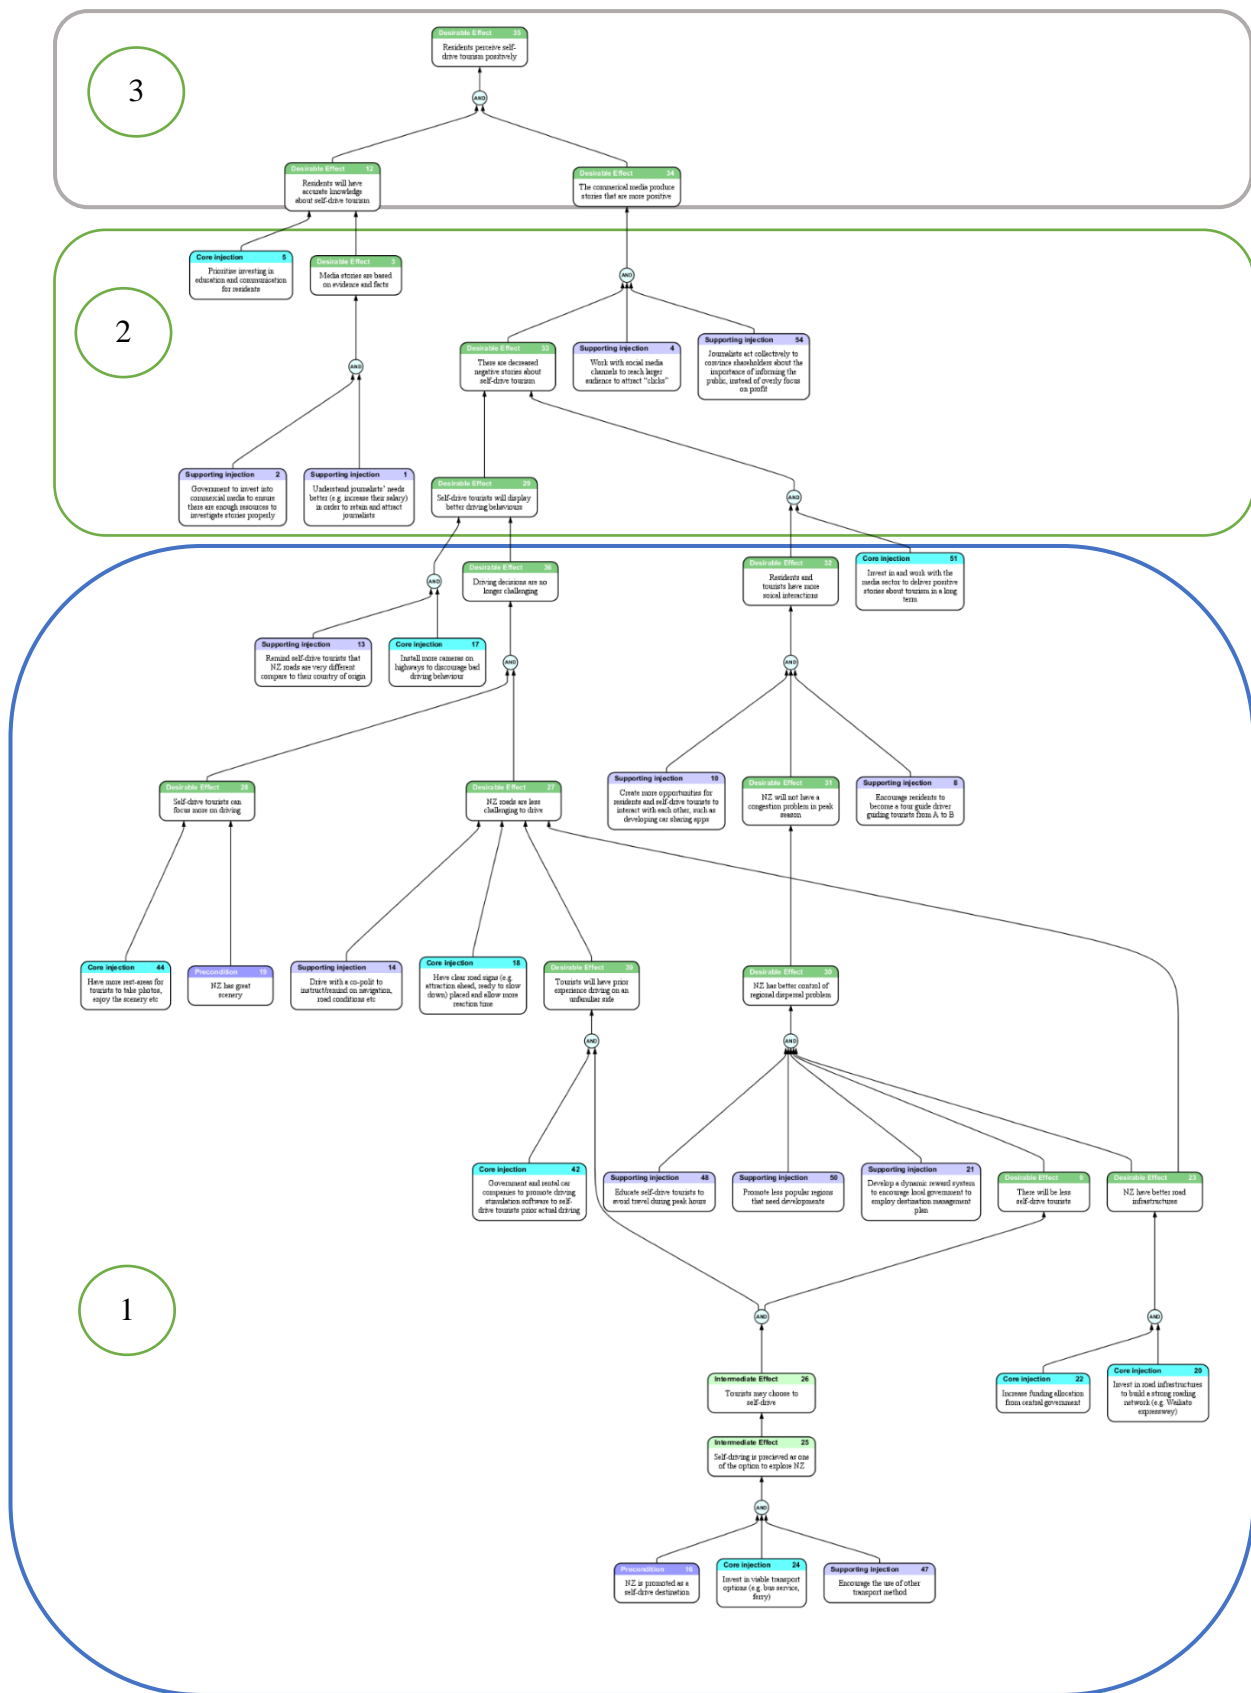 Desirable Effect 35
Residents perceive self-
drive tourism positively
3
AND
Desirable Effect 12
Residents will have
accurate knowledge
about self-drive tourism
Desirable Effect 34
The commerical media produce
stories that are more positive
Core injection 5
Prioritise investing in
education and communication
for residents
Desirable Effect 3
Media stories are based
on evidence and facts
AND
2
Desirable Effect 33
There are decreased
negative stories about
self-drive tourism
Supporting injection 4
Work with social media
channels to reach larger
audience to attract "clicks"
Supporting injection 54
Journalists act collectively to
convince shareholders about the
importance of informing the
public, instead of overly focus
on profit
AND
Supporting injection 2
Government to invest into
commercial media to ensure
there are enough resources to
investigate stories properly
Supporting injection 1
Understand journalists' needs
better (e.g. increase their salary)
in order to retain and attract
journalists
Desirable Effect 29
Self-drive tourists will display
better driving behaviours
AND
AND
Desirable Effect 36
Driving decisions are no
longer challenging
Desirable Effect 32
Residents and
tourists have more
soical interactions
Core injection 51
Invest in and work with the
media sector to deliver positive
stories about tourism in a long
term
Supporting injection 13
Remind self-drive tourists that
NZ roads are very different
compare to their country of origin
Core injection 17
Install more cameras on
highways to discourage bad
driving behaviour
AND
AND
Desirable Effect 28
Self-drive tourists can
focus more on driving
Desirable Effect 27
NZ roads are less
challenging to drive
Supporting injection 10
Create more opportunities for
residents and self-drive tourists to
interact with each other, such as
developing car sharing apps
Desirable Effect 31
NZ will not have a
congestion problem in peak
season
Supporting injection 8
Encourage residents to
become a tour guide driver
guiding tourists from A to B
Core injection 44
Have more rest-areas for
tourists to take photos,
enjoy the scenery etc
Precondition 15
NZ has great
scenery
Supporting injection 14
Drive with a co-polit to
instruct/remind on navigation,
road conditions etc
Core injection 18
Have clear road signs (e.g.
attraction ahead, ready to slow
down) placed and allow more
reaction time
Desirable Effect 39
Tourists will have prior
experience driving on an
unfamiliar side
Desirable Effect 30
NZ has better control of
regional dispersal problem
AND
AND
Core injection 42
Government and rental car
companies to promote driving
stimulation software to self-
drive tourists prior actual driving
Supporting injection 48
Educate self-drive tourists to
avoid travel during peak hours
Supporting injection 50
Promote less popular regions
that need developments
Supporting injection 21
Develop a dynamic reward system
to encourage local government to
employ destination management
plan
Desirable Effect 9
There will be less
self-drive tourists
Desirable Effect 23
NZ have better road
infrastructures
1
AND
AND
Intermediate Effect 26
Tourists may choose to
self-drive
Core injection 22
Increase funding allocation
from central government
Core injection 20
Invest in road infrastructures
to build a strong roading
network (e.g. Waikato
expressway)
Intermediate Effect 25
Self-driving is precieved as one
of the option to explore NZ
AND
Precondition 16
NZ is promoted as a
self-drive destination
Core injection 24
Invest in viable transport
options (e.g. bus service,
ferry)
Supporting injection 47
Encourage the use of other
transport method